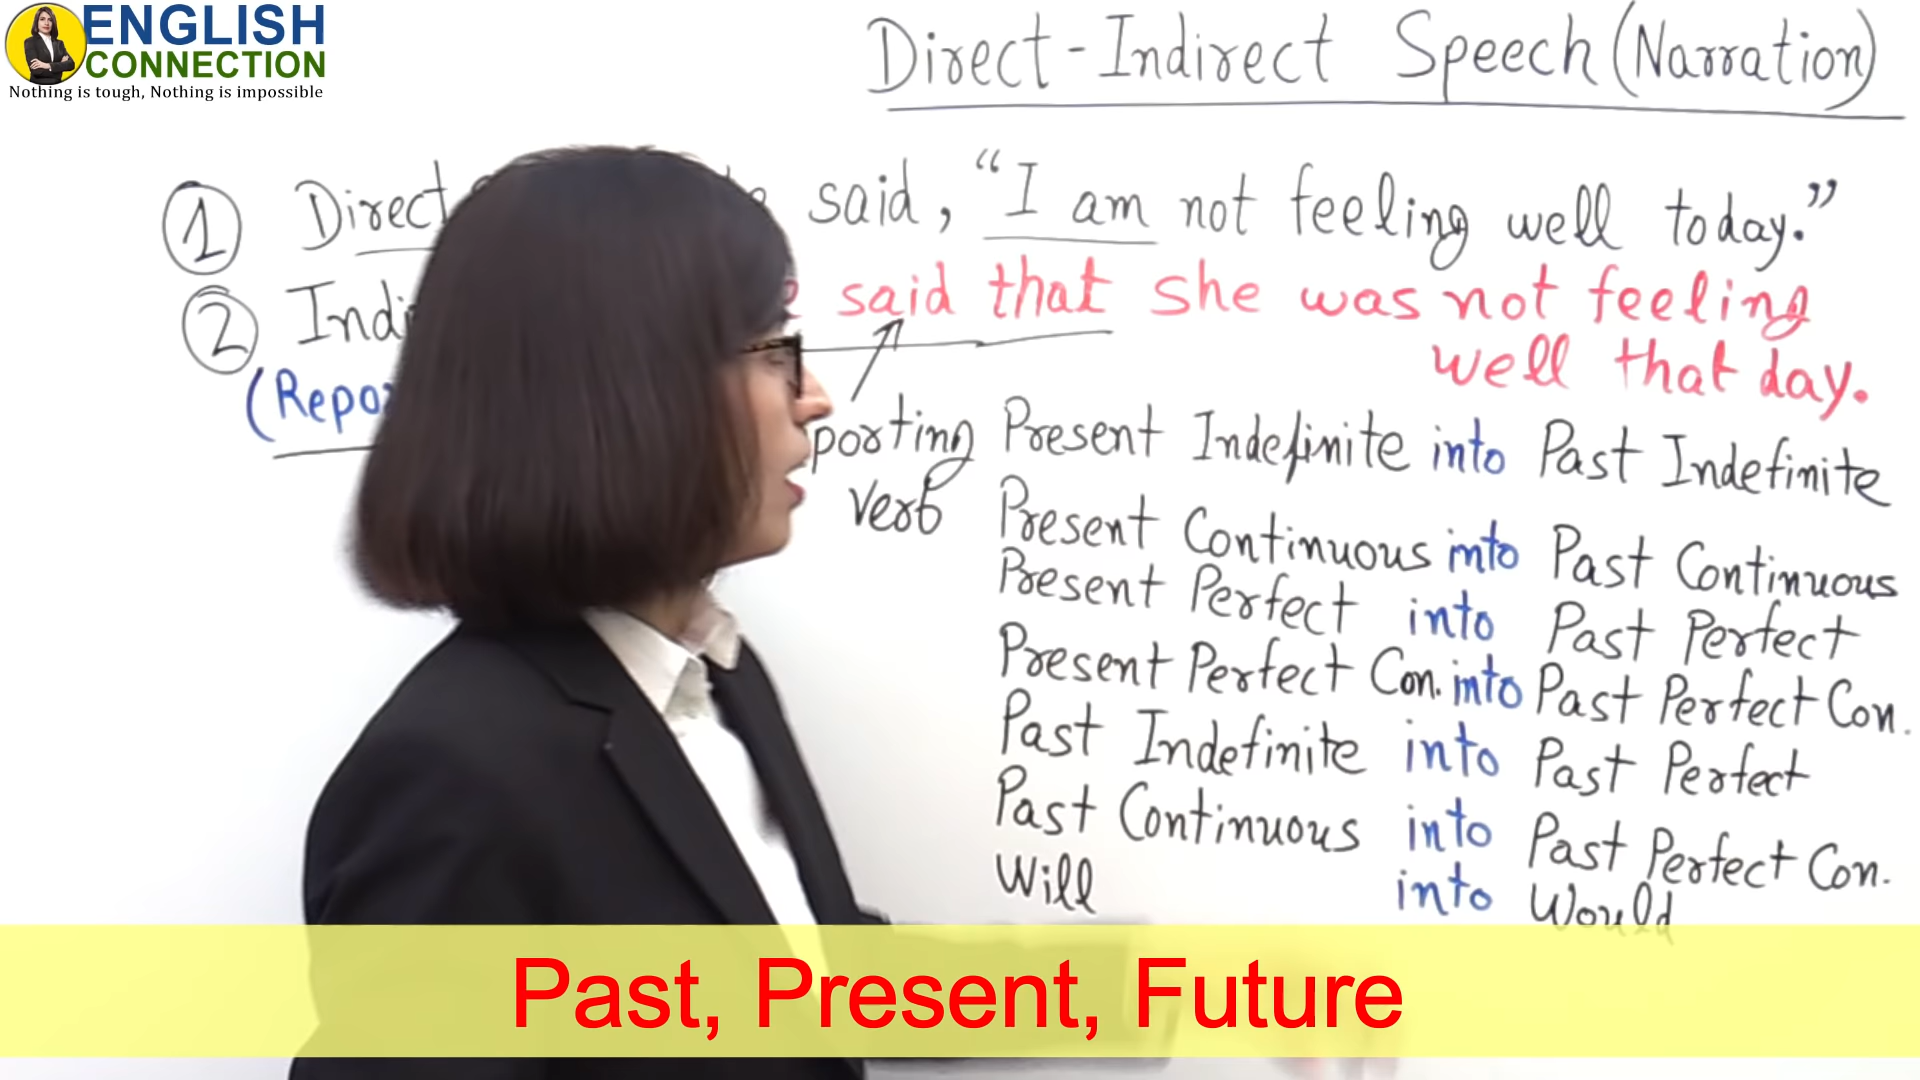 ENGLISH
CONNECTION
Nothing is tough, Nothing is impossible
Direct-Indirect Speech (Narration)
1 Direct said, "I am not feeling well today."
2 said that she was not feeling
well that day.
Present Indefinite into Past Indefinite
verb
Present Continuous into Past Continuous
Present Perfect into Past Perfect
Present Perfect Con. into Past Perfect Con.
Past Indefinite into Past Perfect
Past Continuous into Past Perfect Con.
Will into Would
Past, Present, Future